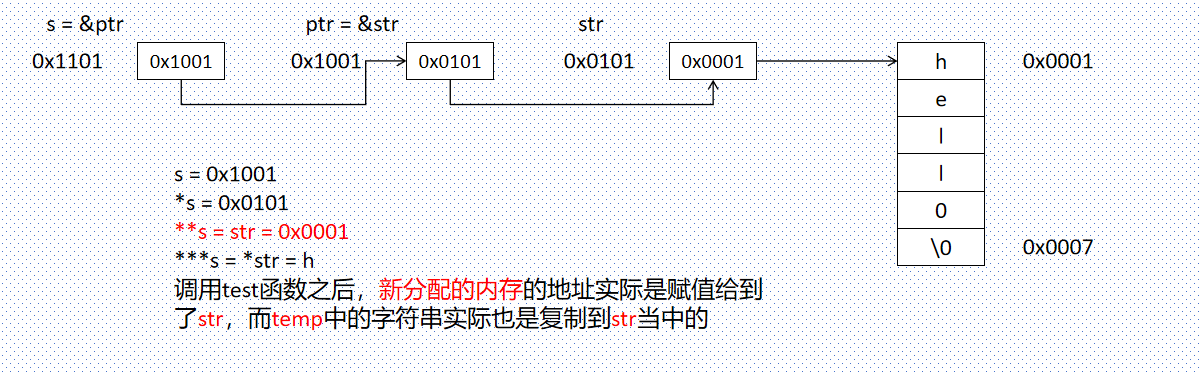 s = &ptr
ptr = &str
str
0x1101
0x1001
0x1001
0x0101
0x0101
0x0001
h
0x0001
e
l
l
0
\0
0x0007
s = 0x1001
*s = 0x0101
**s = str = 0x0001
***s = *str = h
调用test函数之后，新分配的内存的地址实际是赋值给到
了str，而temp中的字符串实际也是复制到str当中的